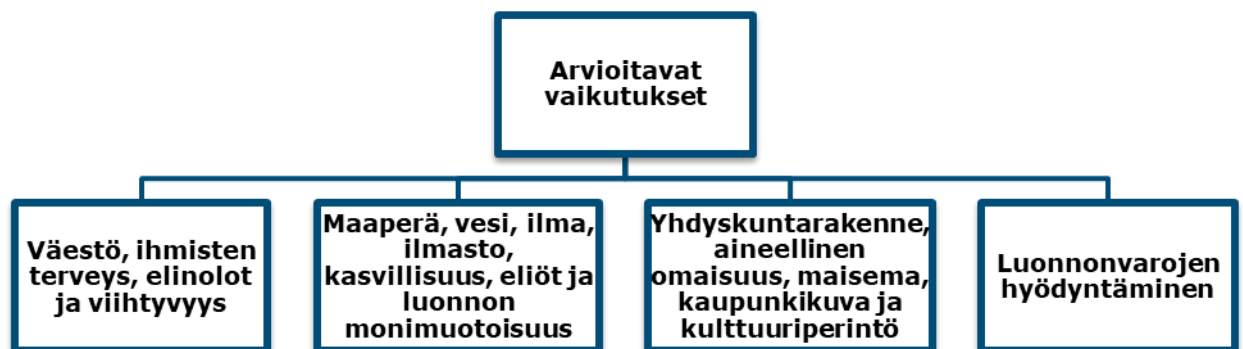 Arvioitavat
vaikutukset
Väestö, ihmisten
terveys, elinolot
ja viihtyvyys
Maaperä, vesi, ilma,
ilmasto,
kasvillisuus, eliöt ja
luonnon
monimuotoisuus
Yhdyskuntarakenne,
aineellinen
omaisuus, maisema,
kaupunkikuva ja
kulttuuriperintö
Luonnonvarojen
hyödyntäminen